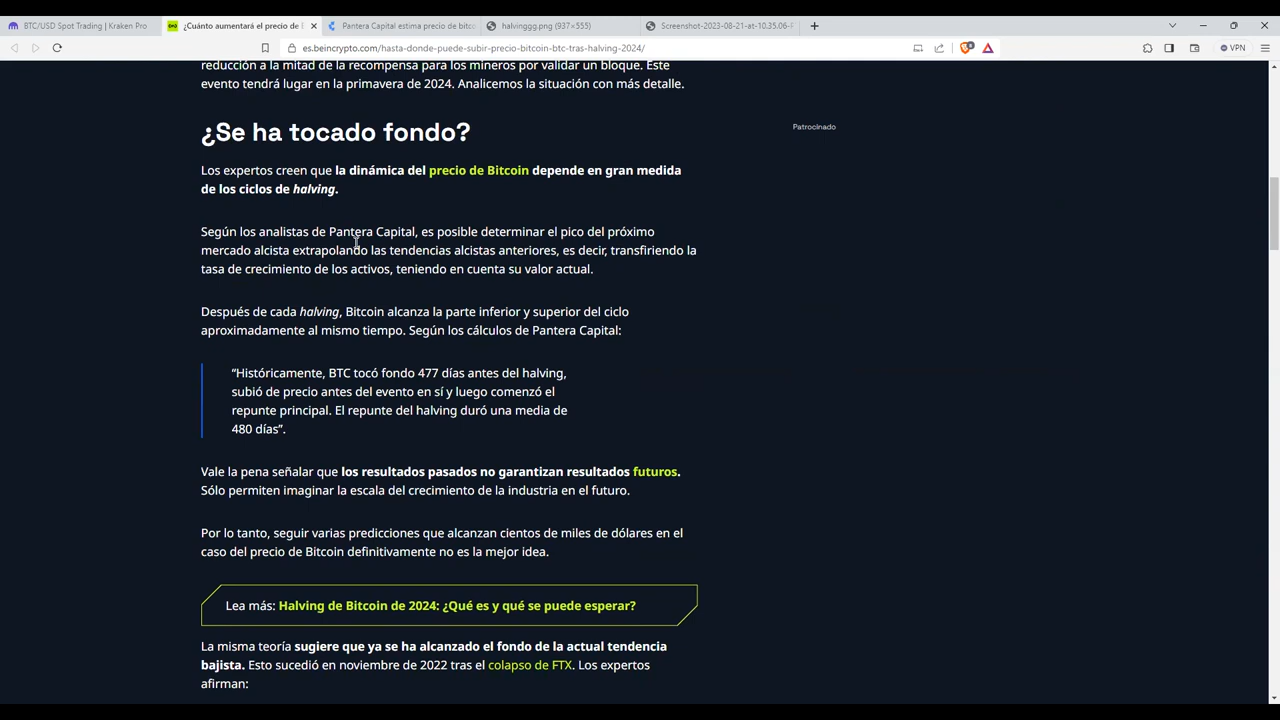 BTC/USD Spot Trading | Kraken Pro
¿Cuánto aumentará el precio de B
Pantera Capital estima precio de bitco
halvinggg.png (937×555)
Screenshot-2023-08-21-at-10.35.06-P
VPN
es.beincrypto.com/hasta-donde-puede-subir-precio-bitcoin-btc-tras-halving-2024/
reducción a la mitad de la recompensa para los mineros por validar un bloque. Este
evento tendrá lugar en la primavera de 2024. Analicemos la situación con más detalle.
¿Se ha tocado fondo?
Patrocinado
Los expertos creen que la dinámica del precio de Bitcoin depende en gran medida
de los ciclos de halving.
Según los analistas de Pantera Capital, es posible determinar el pico del próximo
mercado alcista extrapolando las tendencias alcistas anteriores, es decir, transfiriendo la
tasa de crecimiento de los activos, teniendo en cuenta su valor actual.
Después de cada halving, Bitcoin alcanza la parte inferior y superior del ciclo
aproximadamente al mismo tiempo. Según los cálculos de Pantera Capital:
“Históricamente, BTC tocó fondo 477 días antes del halving,
subió de precio antes del evento en sí y luego comenzó el
repunte principal. El repunte del halving duró una media de
480 días”.
Vale la pena señalar que los resultados pasados no garantizan resultados futuros.
Sólo permiten imaginar la escala del crecimiento de la industria en el futuro.
Por lo tanto, seguir varias predicciones que alcanzan cientos de miles de dólares en el
caso del precio de Bitcoin definitivamente no es la mejor idea.
Lea más: Halving de Bitcoin de 2024: ¿Qué es y qué se puede esperar?
La misma teoría sugiere que ya se ha alcanzado el fondo de la actual tendencia
bajista. Esto sucedió en noviembre de 2022 tras el colapso de FTX. Los expertos
afirman: